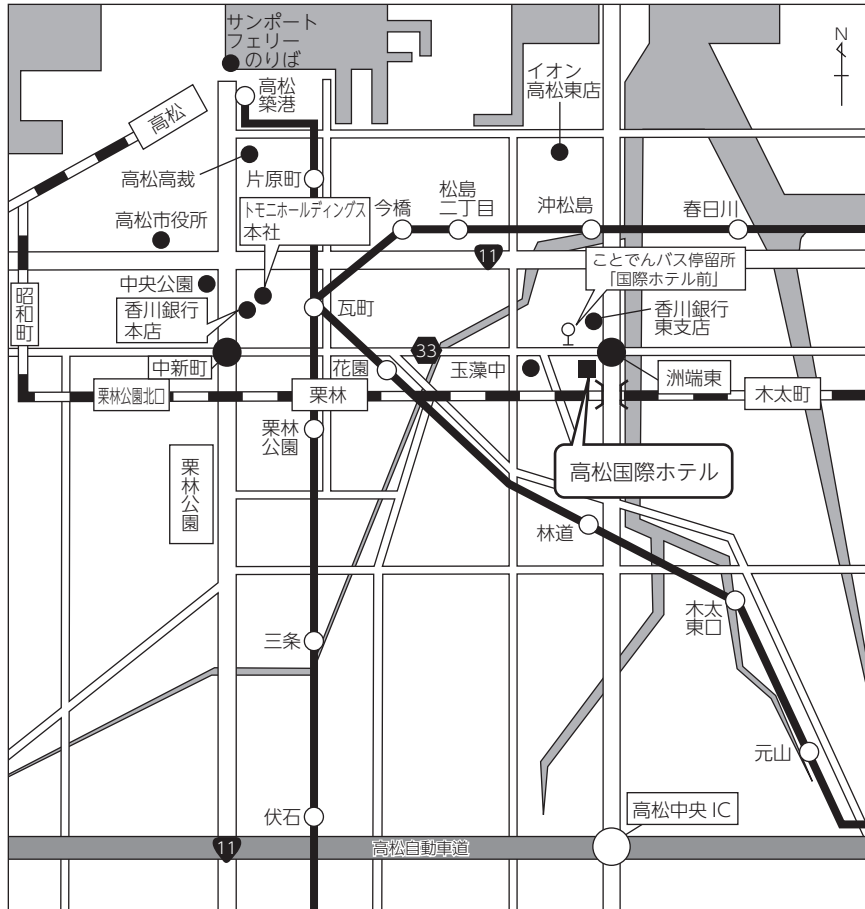 サンポート
フェリー
のりば
N
高松
築港
イオン
高松東店
高松
高松高裁
片原町
トモニホールディングス
本社
今橋
松島
二丁目
沖松島
春日川
高松市役所
11
ことでんバス停留所
「国際ホテル前」
中央公園
昭和町
香川銀行
本店
瓦町
香川銀行
東支店
33
中新町
花園
玉藻中
洲端東
栗林公園北口
栗林
木太町
栗林
公園
栗林公園
高松国際ホテル
林道
木太
東口
三条
元山
伏石
高松中央IC
11
高松自動車道